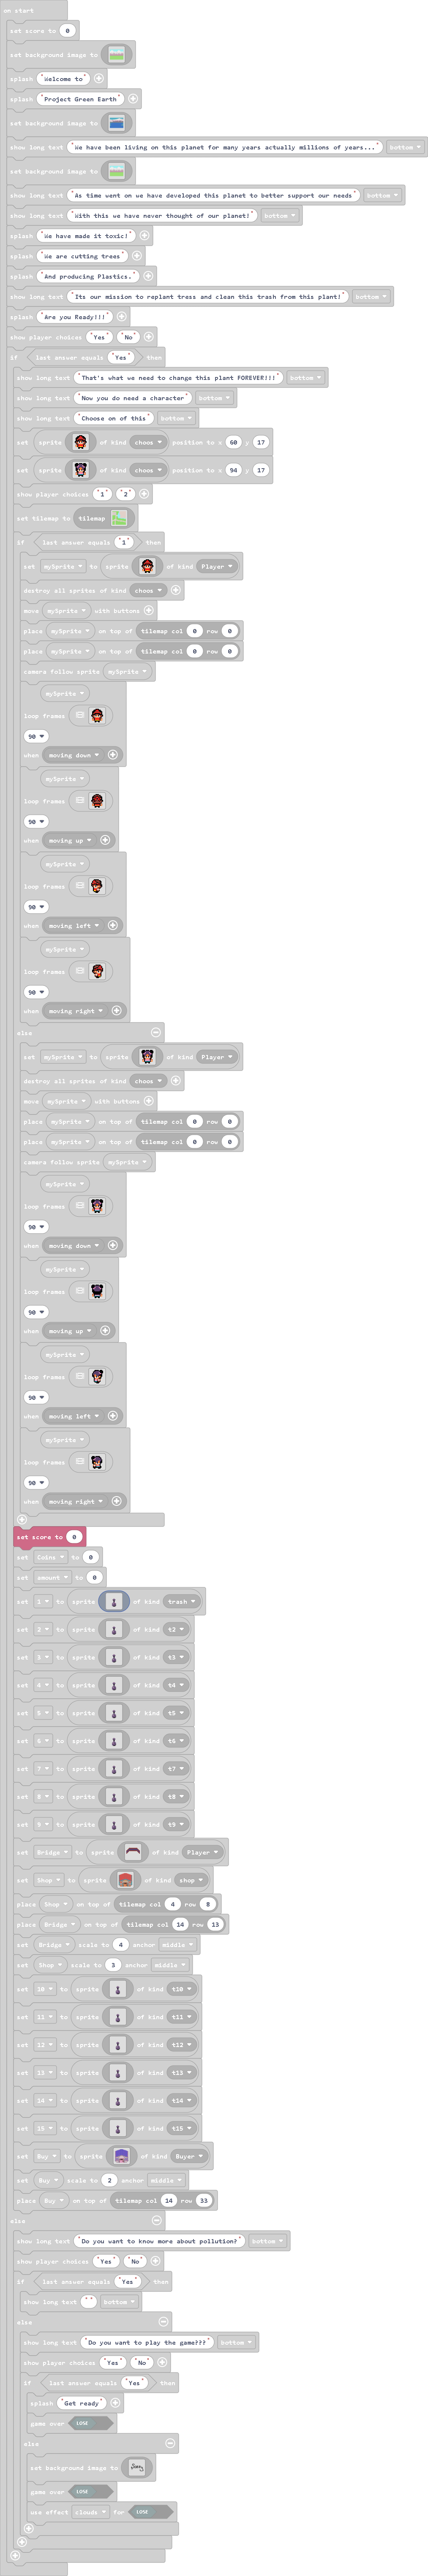 on start
set score to 0
set background image to
splash "Welcome to"
splash "Project Green Earth"
set background image to
show long text "We have been living on this planet for many years actually millions of years..." bottom
set background image to
show long text "As time went on we have developed this planet to better support our needs" bottom
show long text "With this we have never thought of our planet!" bottom
splash "We have made it toxic!"
splash "We are cutting trees"
splash "And producing Plastics."
show long text "Its our mission to replant tress and clean this trash from this planet!" bottom
splash "Are you Ready!!!"
show player choices "Yes" "No"
if last answer equals "Yes" then
show long text "That's what we need to change this plant FOREVER!!!" bottom
show long text "Now you do need a character" bottom
show long text "Choose on of this" bottom
set sprite of kind choos position to x 60 y 17
set sprite of kind choos position to x 94 y 17
show player choices "1" "2"
set tilemap to tilemap
if last answer equals "1" then
set mySprite to sprite of kind Player
destroy all sprites of kind choos
move mySprite with buttons
place mySprite on top of tilemap col 0 row 0
place mySprite on top of tilemap col 0 row 0
camera follow sprite mySprite
mySprite
loop frames
90
when moving down
mySprite
loop frames
90
when moving up
mySprite
loop frames
90
when moving left
mySprite
loop frames
90
when moving right
else
set mySprite to sprite of kind Player
destroy all sprites of kind choos
move mySprite with buttons
place mySprite on top of tilemap col 0 row 0
place mySprite on top of tilemap col 0 row 0
camera follow sprite mySprite
mySprite
loop frames
90
when moving down
mySprite
loop frames
90
when moving up
mySprite
loop frames
90
when moving left
mySprite
loop frames
90
when moving right
set score to 0
set Coins to 0
set amount to 0
set 1 to sprite of kind trash
set 2 to sprite of kind t2
set 3 to sprite of kind t3
set 4 to sprite of kind t4
set 5 to sprite of kind t5
set 6 to sprite of kind t6
set 7 to sprite of kind t7
set 8 to sprite of kind t8
set 9 to sprite of kind t9
set Bridge to sprite of kind Player
set Shop to sprite of kind shop
place Shop on top of tilemap col 4 row 8
place Bridge on top of tilemap col 14 row 13
set Bridge scale to 4 anchor middle
set Shop scale to 3 anchor middle
set 10 to sprite of kind t10
set 11 to sprite of kind t11
set 12 to sprite of kind t12
set 13 to sprite of kind t13
set 14 to sprite of kind t14
set 15 to sprite of kind t15
set Buy to sprite of kind Buyer
set Buy scale to 2 anchor middle
place Buy on top of tilemap col 14 row 33
else
show long text "Do you want to know more about pollution?" bottom
show player choices "Yes" "No"
if last answer equals "Yes" then
show long text "" bottom
else
show long text "Do you want to play the game???" bottom
show player choices "Yes" "No"
if last answer equals "Yes" then
splash "Get ready"
game over LOSE
else
set background image to
game over LOSE
use effect clouds for LOSE